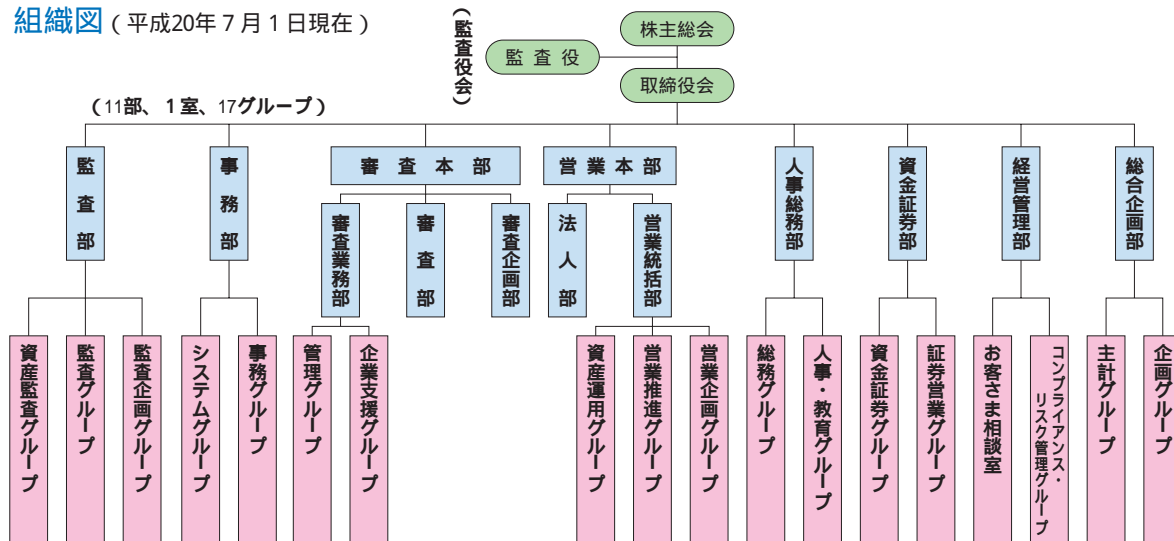 組織図（平成20年７月１日現在）
（監査役会）
株主総会
監査役
取締役会
（11部、１室、17グループ）
監査部
事務部
審査本部
営業本部
人事総務部
資金証券部
経営管理部
総合企画部
審査業務部
審査部
審査企画部
法人部
営業統括部
資産監査グループ
監査グループ
監査企画グループ
システムグループ
事務グループ
管理グループ
企業支援グループ
資産運用グループ
営業推進グループ
営業企画グループ
総務グループ
人事・教育グループ
資金証券グループ
証券営業グループ
お客さま相談室
コンプライアンス・
リスク管理グループ
主計グループ
企画グループ